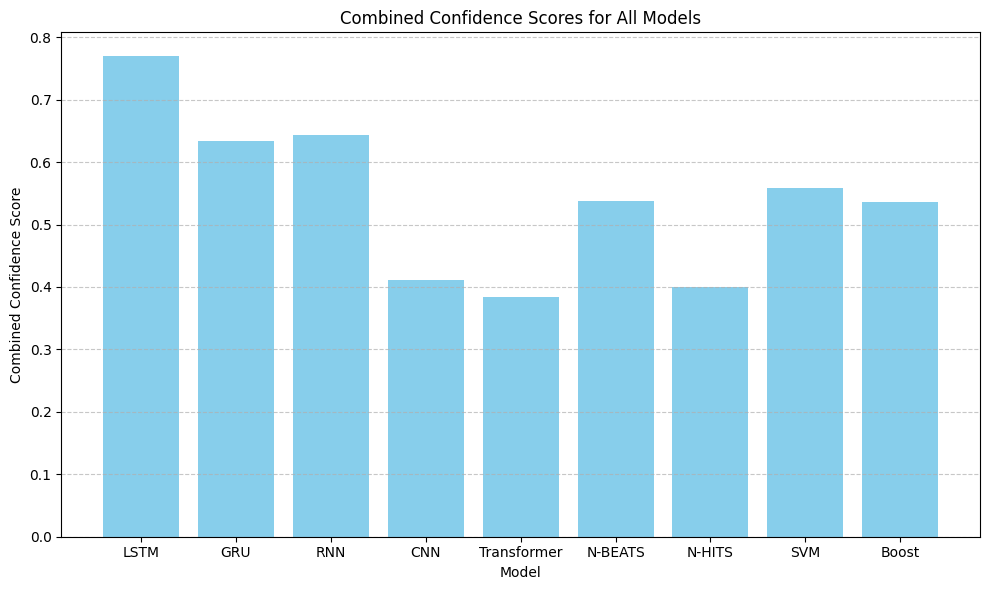 Combined Confidence Scores for All Models
Combined Confidence Score
0.8
0.7
0.6
0.5
0.4
0.3
0.2
0.1
0.0
LSTM GRU RNN CNN Transformer N-BEATS N-HITS SVM Boost
Model